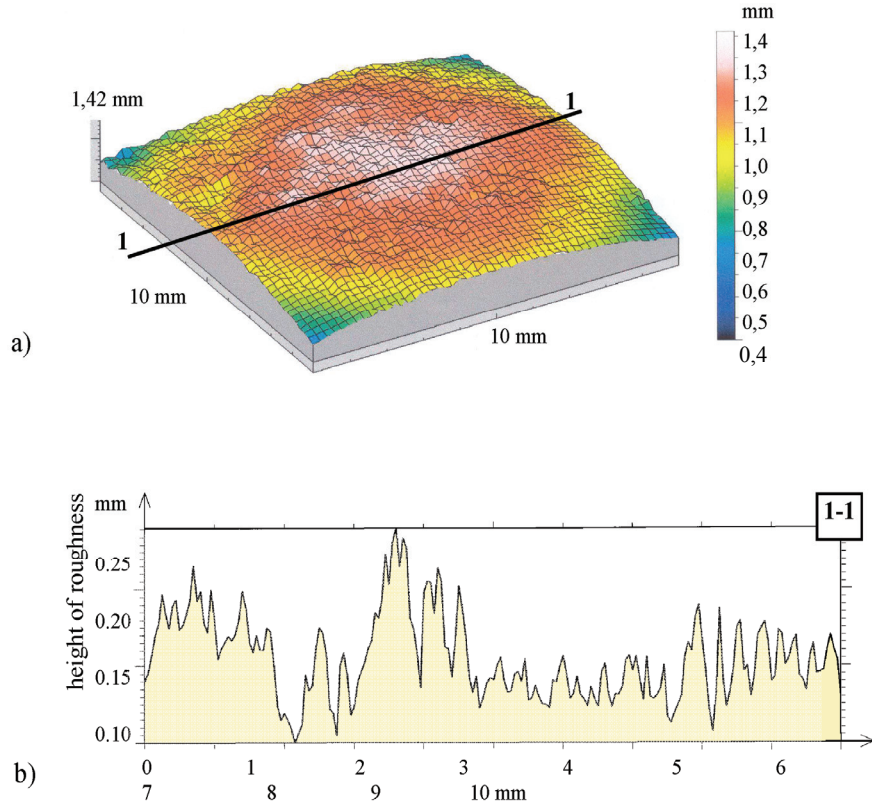 mm
1,4
1,3
1,2
1,1
1,0
0,9
0,8
0,7
0,6
0,5
0,4
1,42 mm
1
1
10 mm
10 mm
a)
mm
1-1
height of roughness
0.25
0.20
0.15
0.10
0 1 2 3 4 5 6
7 8 9 10 mm
b)